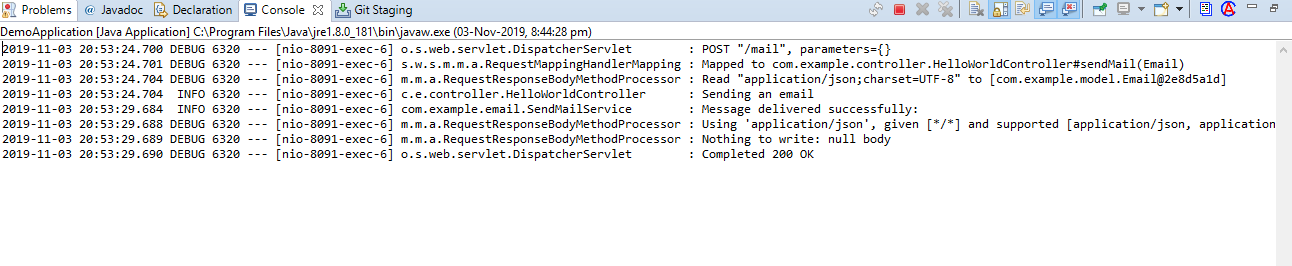 Problems @ Javadoc Declaration Console Git Staging
DemoApplication [Java Application] C:\Program Files\Java\jre1.8.0_181\bin\javaw.exe (03-Nov-2019, 8:44:28 pm)
2019-11-03 20:53:24.700 DEBUG 6320 --- [nio-8091-exec-6] o.s.web.servlet.DispatcherServlet        : POST "/mail", parameters={}
2019-11-03 20:53:24.701 DEBUG 6320 --- [nio-8091-exec-6] s.w.s.m.m.a.RequestMappingHandlerMapping : Mapped to com.example.controller.HelloWorldController#sendMail(Email)
2019-11-03 20:53:24.704 DEBUG 6320 --- [nio-8091-exec-6] m.m.a.RequestResponseBodyMethodProcessor : Read "application/json;charset=UTF-8" to [com.example.model.Email@2e8d5a1d]
2019-11-03 20:53:24.704  INFO 6320 --- [nio-8091-exec-6] c.e.controller.HelloWorldController      : Sending an email
2019-11-03 20:53:29.684  INFO 6320 --- [nio-8091-exec-6] com.example.email.SendMailService        : Message delivered successfully:
2019-11-03 20:53:29.688 DEBUG 6320 --- [nio-8091-exec-6] m.m.a.RequestResponseBodyMethodProcessor : Using 'application/json', given [*/*] and supported [application/json, application
2019-11-03 20:53:29.689 DEBUG 6320 --- [nio-8091-exec-6] m.m.a.RequestResponseBodyMethodProcessor : Nothing to write: null body
2019-11-03 20:53:29.690 DEBUG 6320 --- [nio-8091-exec-6] o.s.web.servlet.DispatcherServlet        : Completed 200 OK